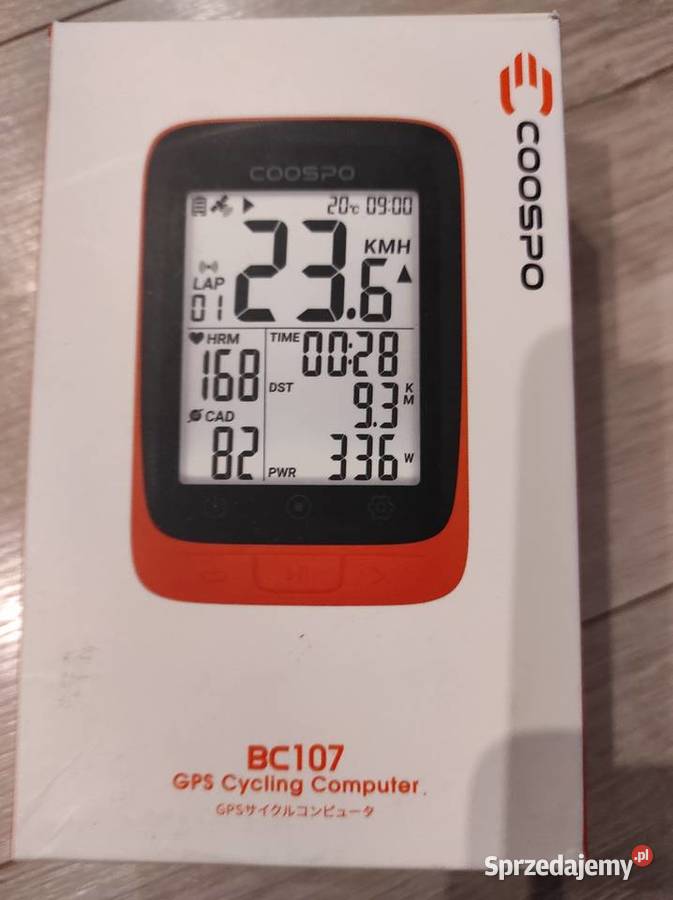 COOSPO
COOSPO
20°C 09:00
23.6 KMH
LAP
01
HRM
168
CAD
82
TIME 00:28
DST
9.3 KM
PWR 336 W
BC107
GPS Cycling Computer
GPSサイクルコンピュータ
Sprzedajemy.pl